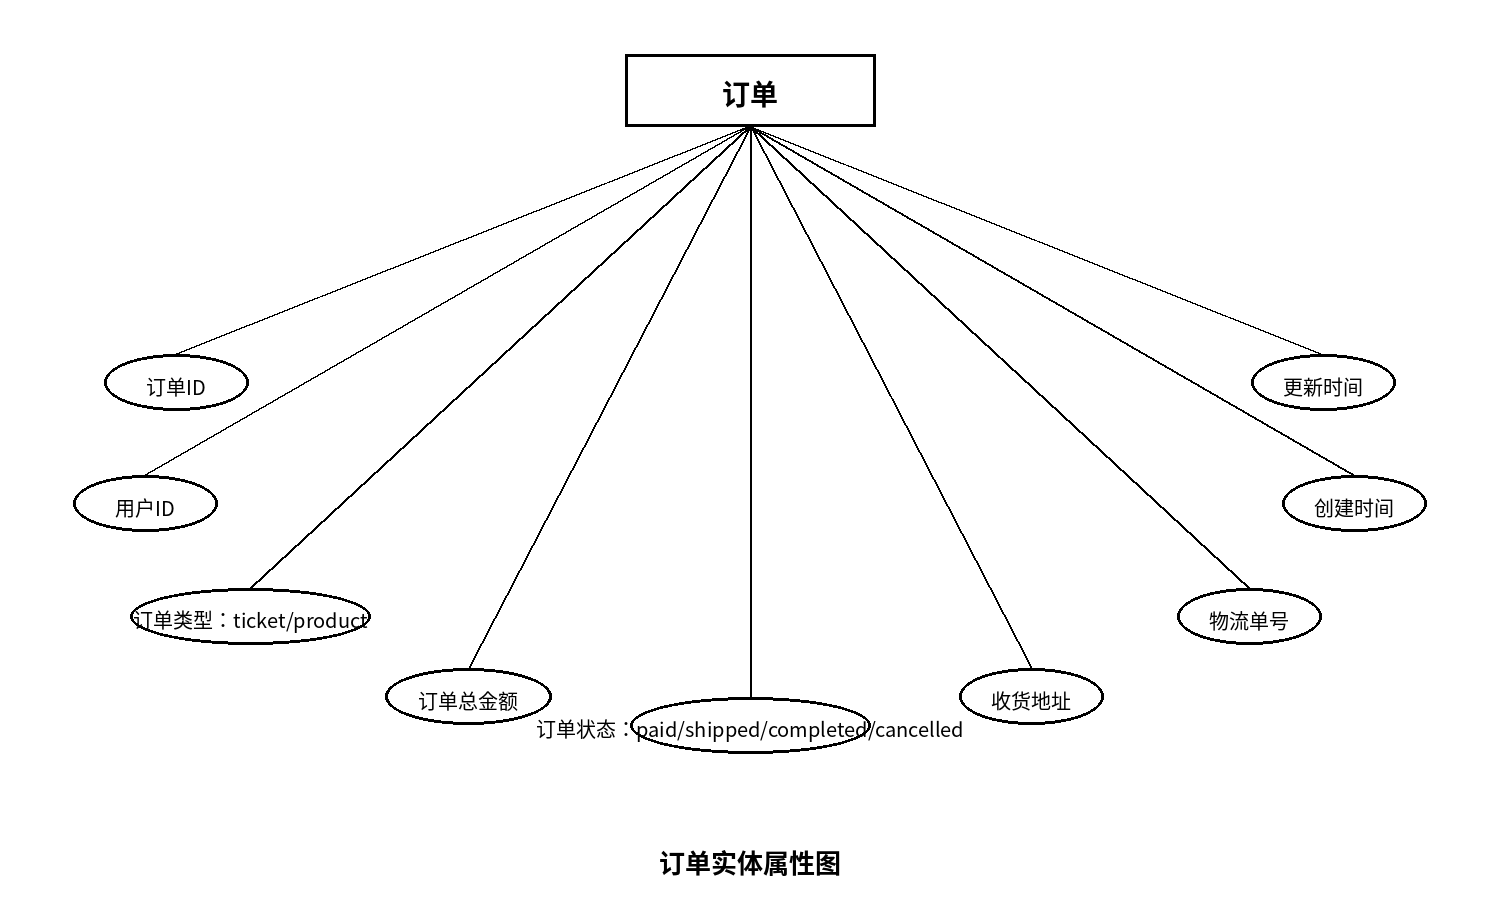 订单
订单ID
更新时间
用户ID
创建时间
订单类型：ticket/product
物流单号
订单总金额
收货地址
订单状态：paid/shipped/completed/cancelled
订单实体属性图